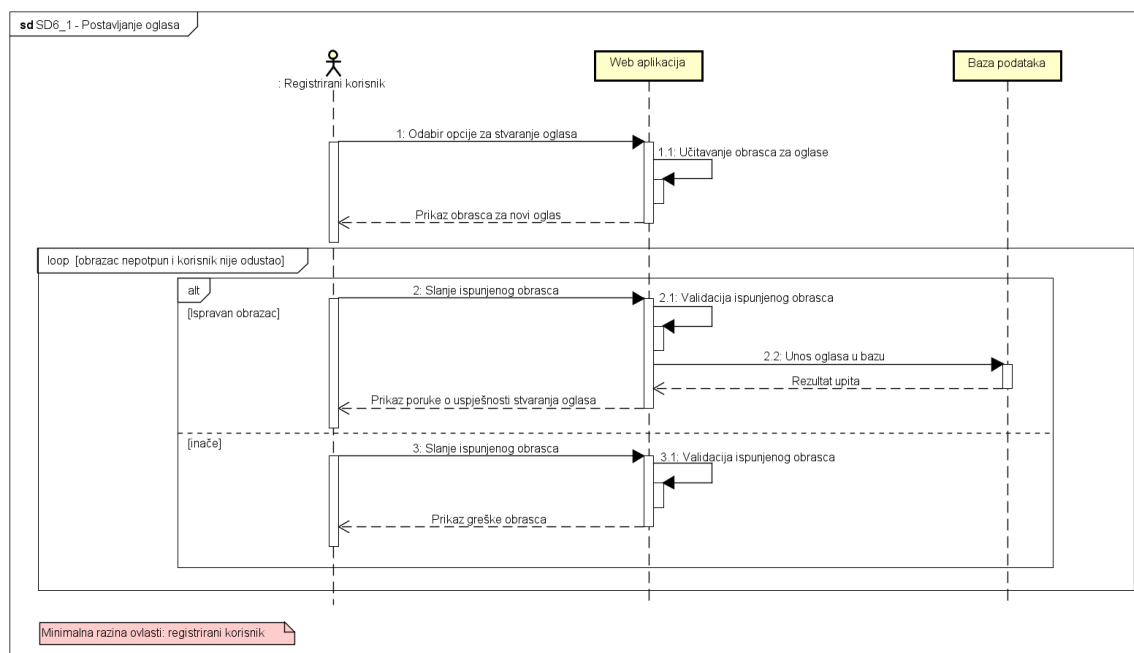 sd SD6_1 - Postavljanje oglasa
: Registrirani korisnik
Web aplikacija
Baza podataka
1: Odabir opcije za stvaranje oglasa
1.1: Učitavanje obrasca za oglase
Prikaz obrasca za novi oglas
loop [obrazac nepotpun i korisnik nije odustao]
alt
[Ispravan obrazac]
2: Slanje ispunjenog obrasca
2.1: Validacija ispunjenog obrasca
2.2: Unos oglasa u bazu
Rezultat upita
Prikaz poruke o uspješnosti stvaranja oglasa
[inače]
3: Slanje ispunjenog obrasca
3.1: Validacija ispunjenog obrasca
Prikaz greške obrasca
Minimalna razina ovlasti: registrirani korisnik